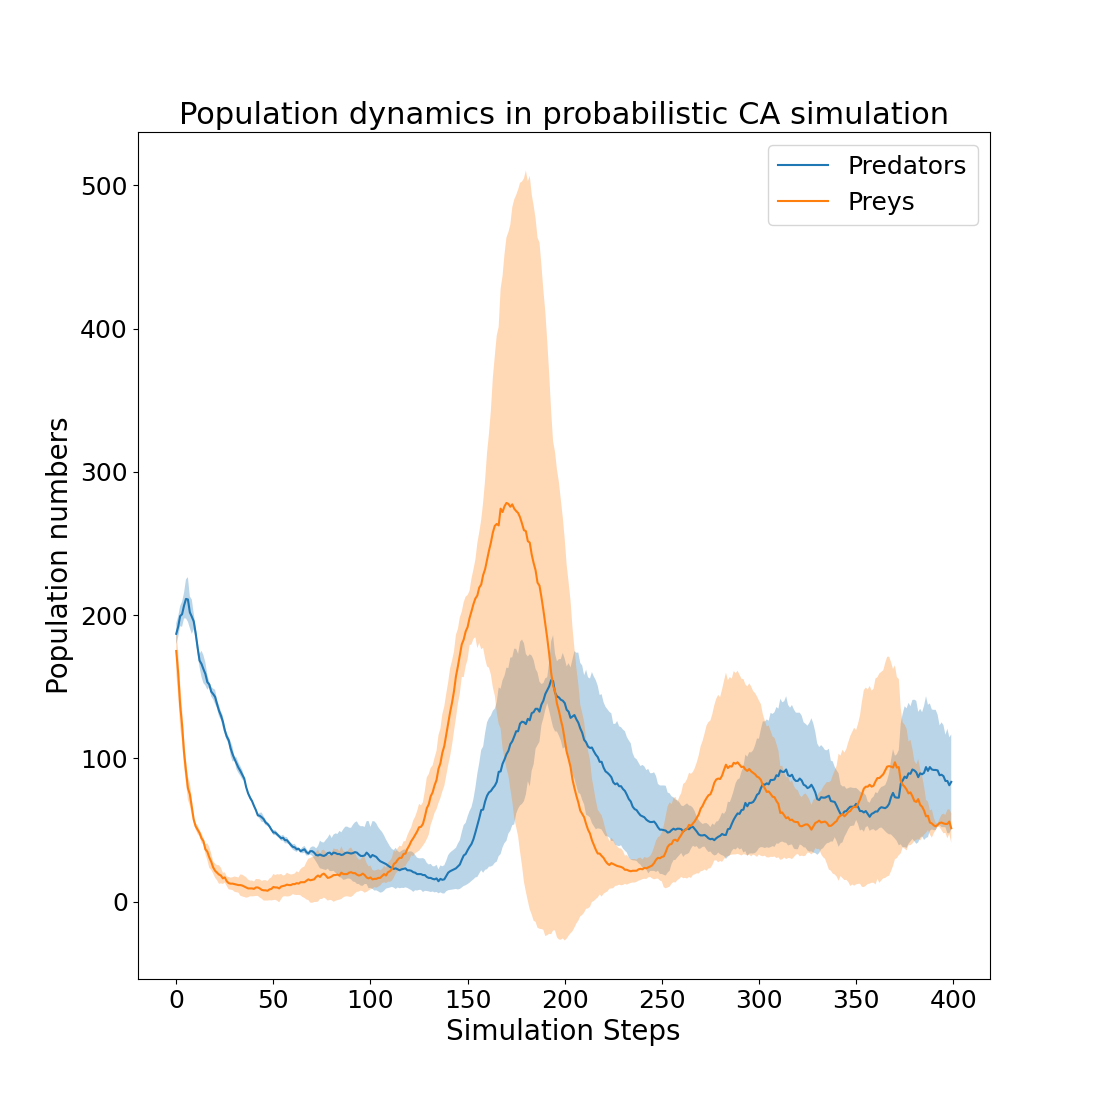 Population dynamics in probabilistic CA simulation
Predators
Preys
Population numbers
500
400
300
200
100
0
0 50 100 150 200 250 300 350 400
Simulation Steps